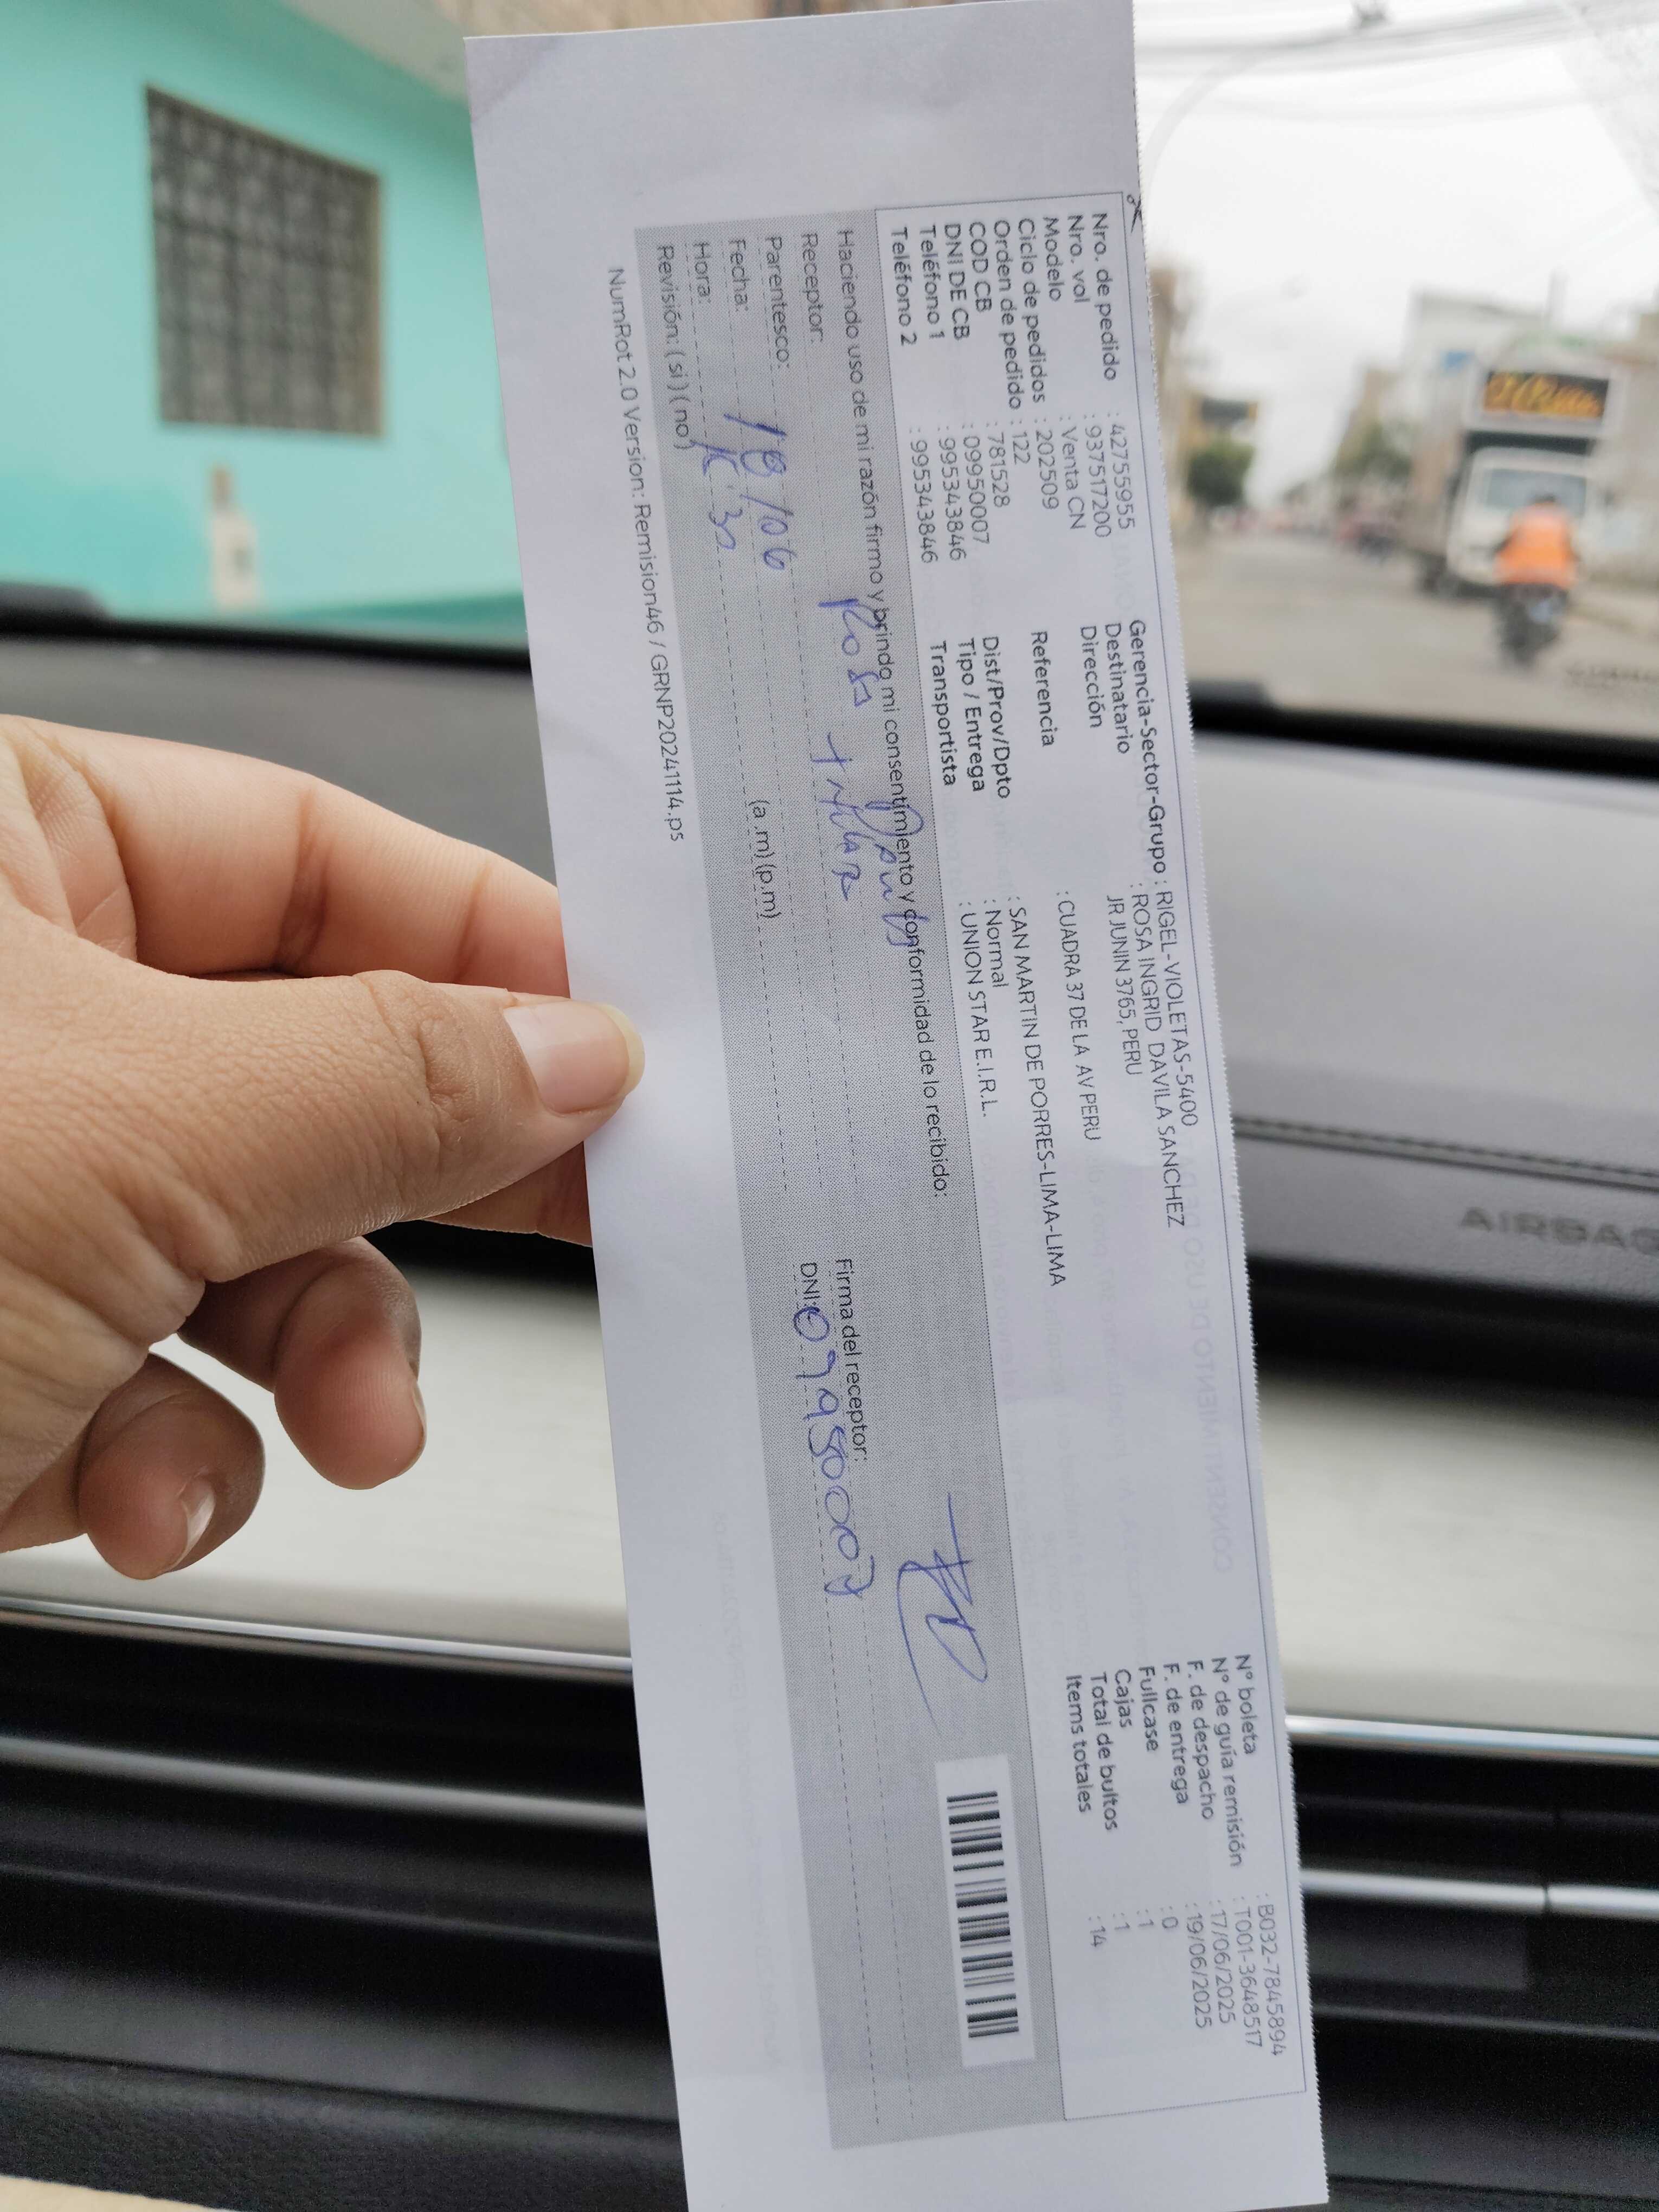 Nro. de pedido : 42755955
Nro. vol : 937517200
Modelo : Venta CN
Ciclo de pedidos : 202509
Orden de pedido : 122
COD CB : 781528
DNI DE CB : 09950007
Teléfono 1 : 995343846
Teléfono 2 : 995343846
Gerencia-Sector-Grupo : RIGEL-VIOLETAS-5400
Destinatario : ROSA INGRID DAVILA SANCHEZ
Dirección JR JUNIN 3765, PERU
Referencia : CUADRA 37 DE LA AV PERU
Dist/Prov/Dpto : SAN MARTIN DE PORRES-LIMA-LIMA
Tipo / Entrega : Normal
Transportista : UNION STAR E.I.R.L.
N° boleta : B032-7845894
N° de guía remisión : T001-3648517
F. de despacho : 17/06/2025
F. de entrega : 19/06/2025
Fullcase : 0
Cajas : 1
Total de bultos : 1
Items totales : 14
Haciendo uso de mi razón firmo y brindo mi consentimiento y conformidad de lo recibido:
Receptor: Rosa
Parentesco: titular
Fecha:
Hora: (a.m) (p.m)
Revisión: ( si ) ( no )
Firma del receptor:
DNI: 09950007
NumRot 2.0 Version: Remision46 / GRNP20241114.ps
AIRBAG